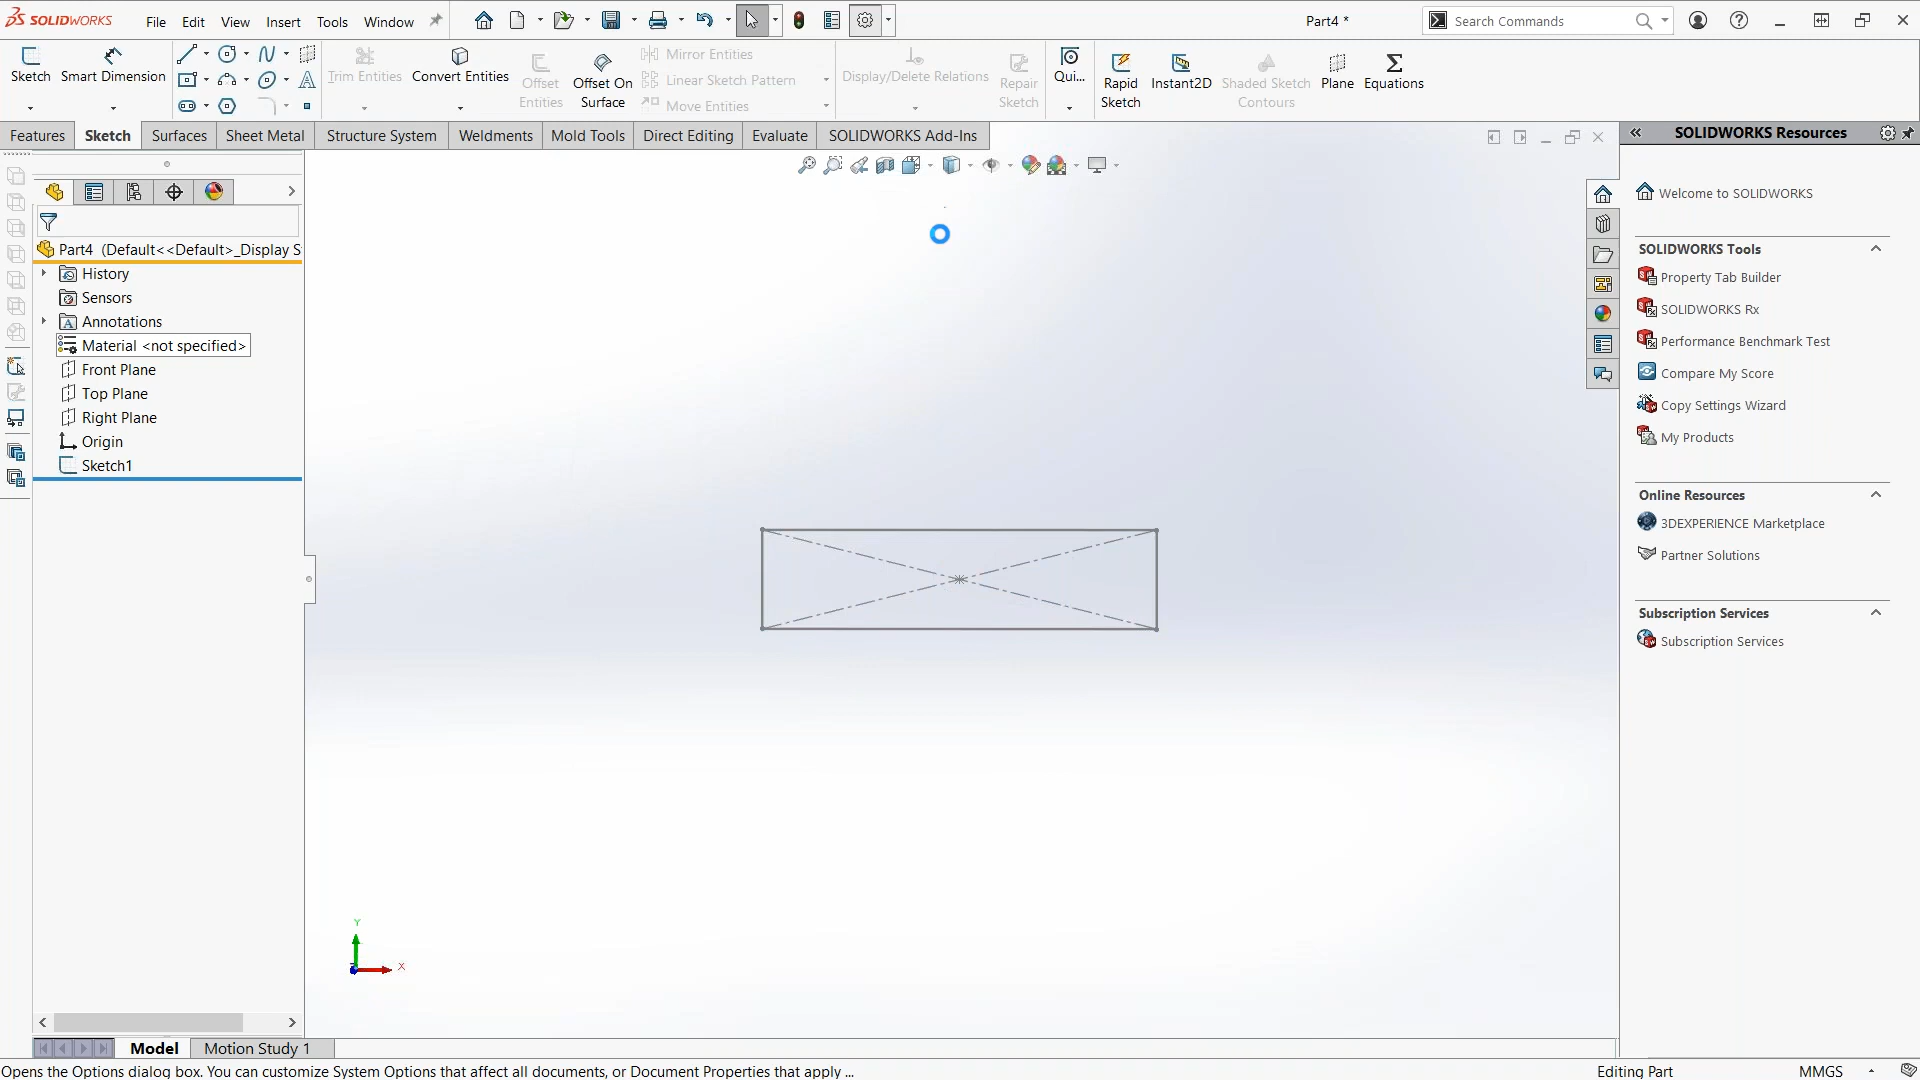 SOLIDWORKS
File Edit View Insert Tools Window
Part4 *
Search Commands
Sketch
Smart Dimension
Trim Entities
Convert Entities
Offset Entities
Offset On Surface
Mirror Entities
Linear Sketch Pattern
Move Entities
Display/Delete Relations
Repair Sketch
Qui...
Rapid Sketch
Instant2D
Shaded Sketch Contours
Plane
Equations
Features Sketch Surfaces Sheet Metal Structure System Weldments Mold Tools Direct Editing Evaluate SOLIDWORKS Add-Ins
Part4 (Default<<Default>_Display S
History
Sensors
Annotations
Material <not specified>
Front Plane
Top Plane
Right Plane
Origin
Sketch1
Y
X
SOLIDWORKS Resources
Welcome to SOLIDWORKS
SOLIDWORKS Tools
Property Tab Builder
SOLIDWORKS Rx
Performance Benchmark Test
Compare My Score
Copy Settings Wizard
My Products
Online Resources
3DEXPERIENCE Marketplace
Partner Solutions
Subscription Services
Subscription Services
Model Motion Study 1
Opens the Options dialog box. You can customize System Options that affect all documents, or Document Properties that apply ...
Editing Part
MMGS